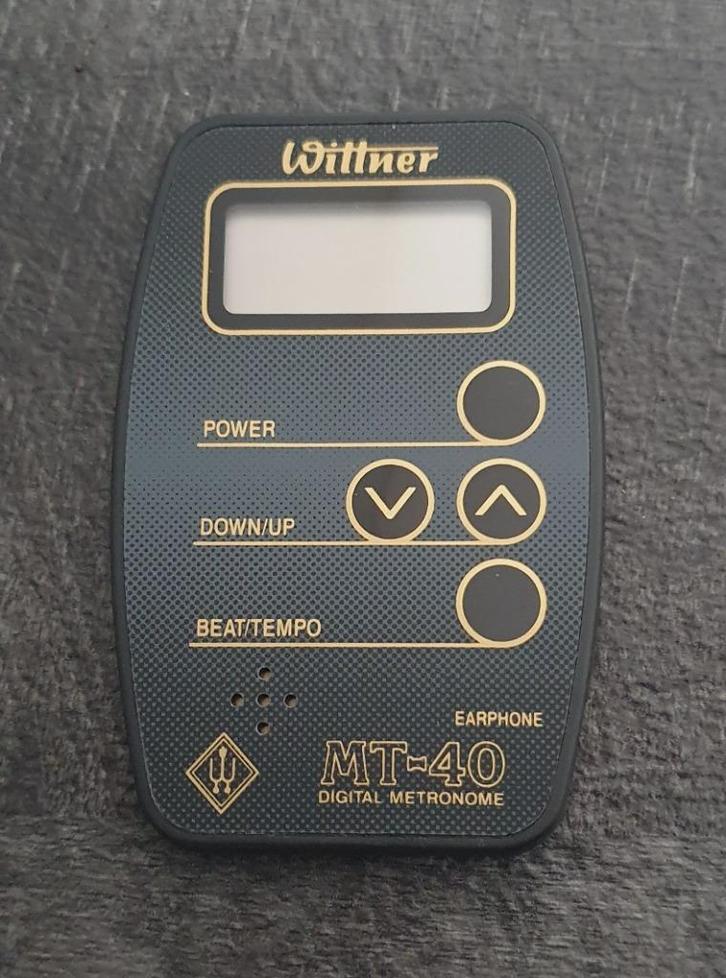 Wittner
POWER
DOWN/UP
BEAT/TEMPO
EARPHONE
MT-40
DIGITAL METRONOME